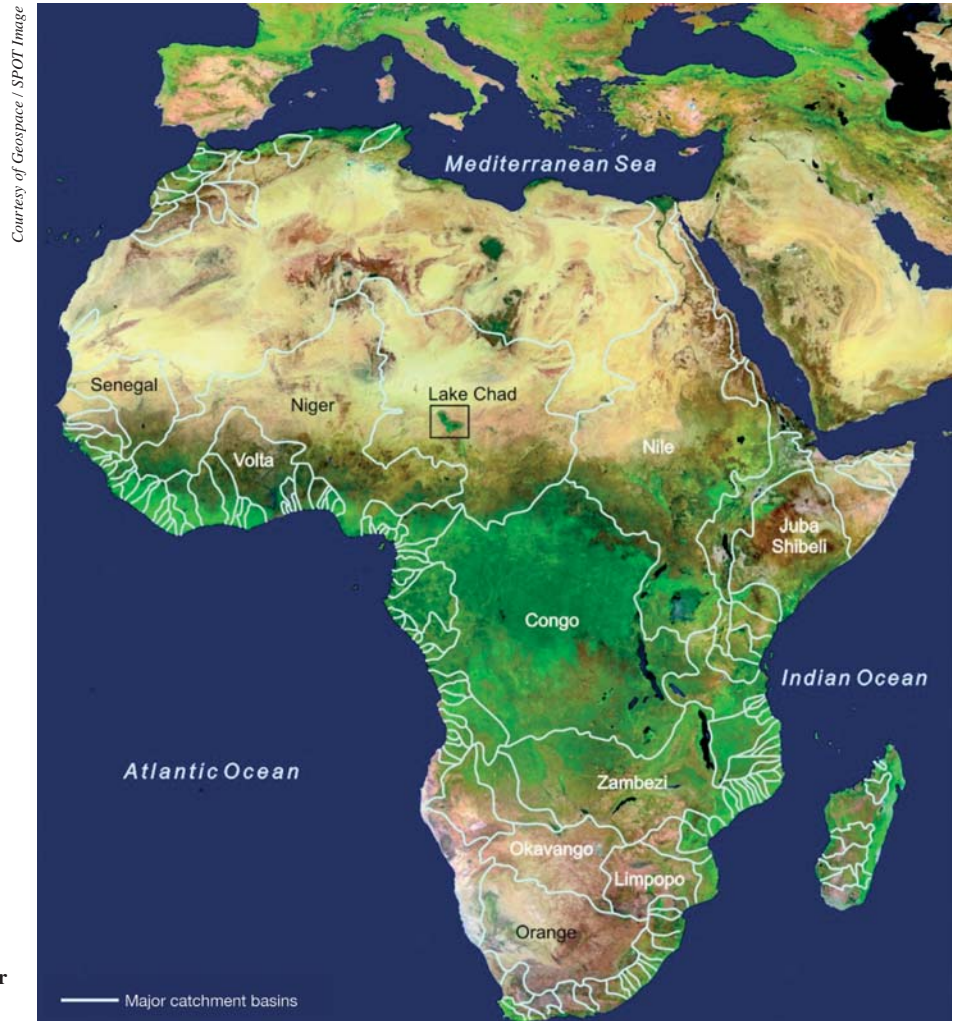 Courtesy of Geospace / SPOT Image
Mediterranean Sea
Senegal
Niger
Lake Chad
Volta
Nile
Juba
Shibeli
Congo
Indian Ocean
Atlantic Ocean
Zambezi
Okavango
Limpopo
Orange
r
Major catchment basins